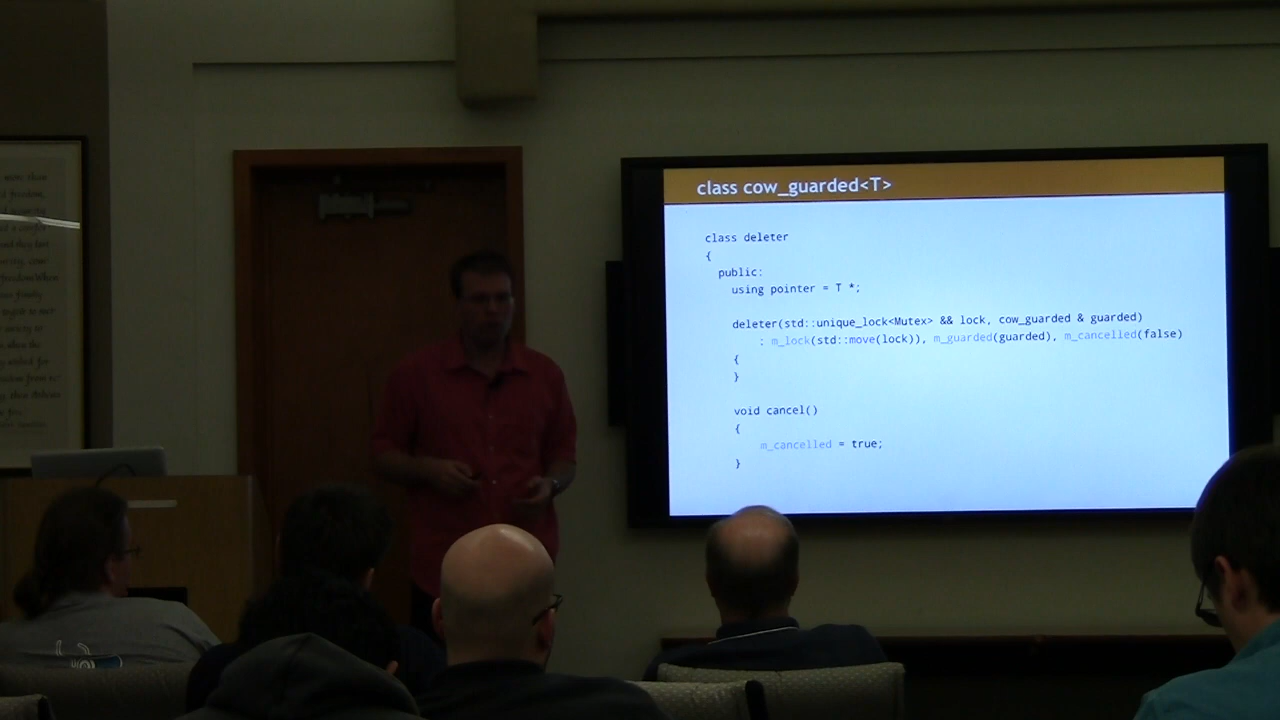 class cow_guarded<T>
class deleter
{
public:
using pointer = T *;
deleter(std::unique_lock<Mutex> && lock, cow_guarded & guarded)
: m_lock(std::move(lock)), m_guarded(guarded), m_cancelled(false)
{
}
void cancel()
{
m_cancelled = true;
}